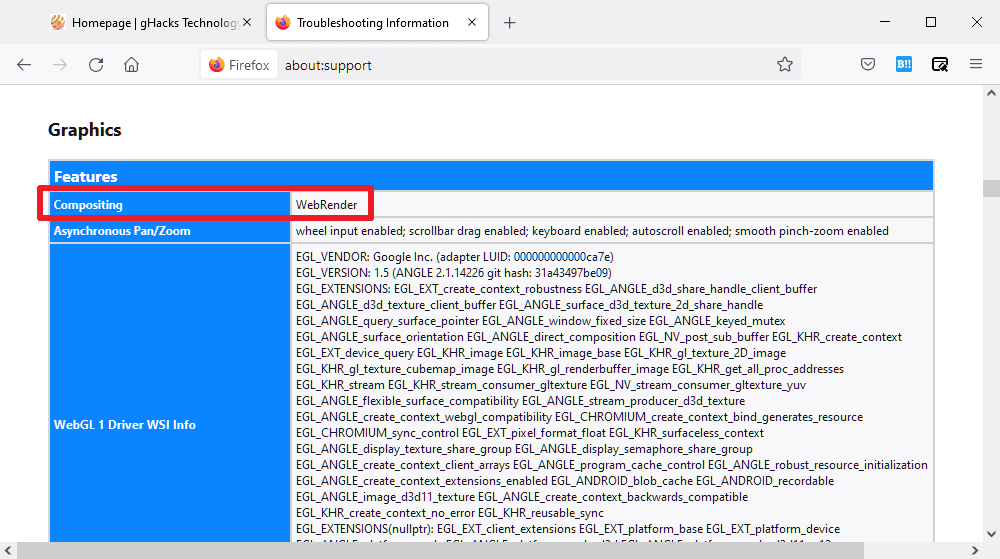 Homepage | gHacks Technology
Troubleshooting Information
Firefox
about:support
B!!
Graphics
Features
Compositing
WebRender
Asynchronous Pan/Zoom
wheel input enabled; scrollbar drag enabled; keyboard enabled; autoscroll enabled; smooth pinch-zoom enabled
WebGL 1 Driver WSI Info
EGL_VENDOR: Google Inc. (adapter LUID: 000000000000ca7e)
EGL_VERSION: 1.5 (ANGLE 2.1.14226 git hash: 31a43497be09)
EGL_EXTENSIONS: EGL_EXT_create_context_robustness EGL_ANGLE_d3d_share_handle_client_buffer
EGL_ANGLE_d3d_texture_client_buffer EGL_ANGLE_surface_d3d_texture_2d_share_handle
EGL_ANGLE_query_surface_pointer EGL_ANGLE_window_fixed_size EGL_ANGLE_keyed_mutex
EGL_ANGLE_surface_orientation EGL_ANGLE_direct_composition EGL_NV_post_sub_buffer EGL_KHR_create_context
EGL_EXT_device_query EGL_KHR_image EGL_KHR_image_base EGL_KHR_gl_texture_2D_image
EGL_KHR_gl_texture_cubemap_image EGL_KHR_gl_renderbuffer_image EGL_KHR_get_all_proc_addresses
EGL_KHR_stream EGL_KHR_stream_consumer_gltexture EGL_NV_stream_consumer_gltexture_yuv
EGL_ANGLE_flexible_surface_compatibility EGL_ANGLE_stream_producer_d3d_texture
EGL_ANGLE_create_context_webgl_compatibility EGL_CHROMIUM_create_context_bind_generates_resource
EGL_CHROMIUM_sync_control EGL_EXT_pixel_format_float EGL_KHR_surfaceless_context
EGL_ANGLE_display_texture_share_group EGL_ANGLE_display_semaphore_share_group
EGL_ANGLE_create_context_client_arrays EGL_ANGLE_program_cache_control EGL_ANGLE_robust_resource_initialization
EGL_ANGLE_create_context_extensions_enabled EGL_ANDROID_blob_cache EGL_ANDROID_recordable
EGL_ANGLE_image_d3d11_texture EGL_ANGLE_create_context_backwards_compatible
EGL_KHR_create_context_no_error EGL_KHR_reusable_sync
EGL_EXTENSIONS(nullptr): EGL_EXT_client_extensions EGL_EXT_platform_base EGL_EXT_platform_device